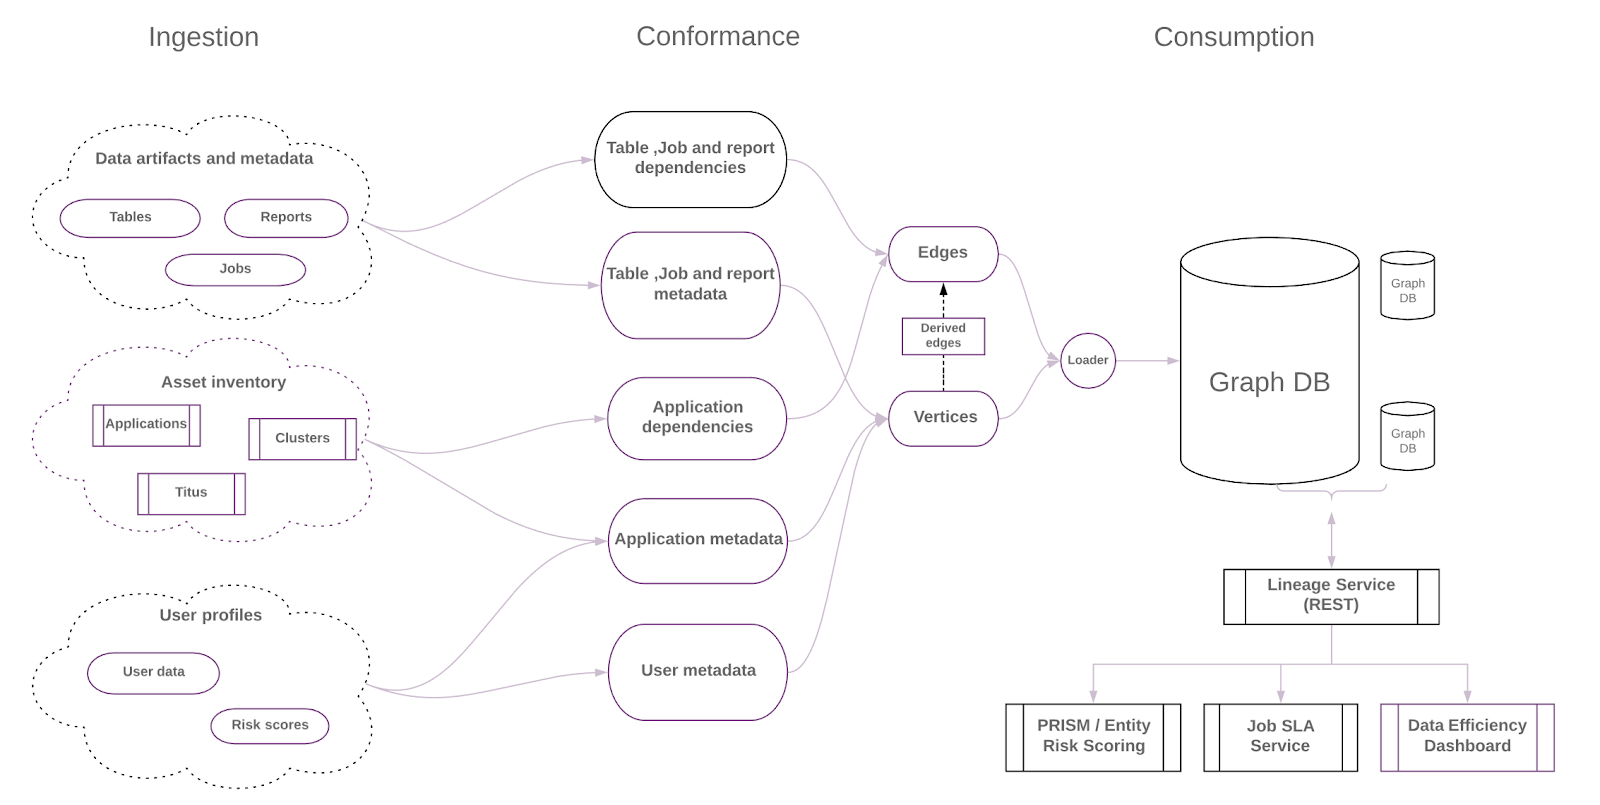 Ingestion
Conformance
Consumption
Data artifacts and metadata
Tables
Reports
Jobs
Asset inventory
Applications
Clusters
Titus
User profiles
User data
Risk scores
Table ,Job and report
dependencies
Table ,Job and report
metadata
Application
dependencies
Application metadata
User metadata
Edges
Derived
edges
Vertices
Loader
Graph DB
Graph
DB
Graph
DB
Lineage Service
(REST)
PRISM / Entity
Risk Scoring
Job SLA
Service
Data Efficiency
Dashboard